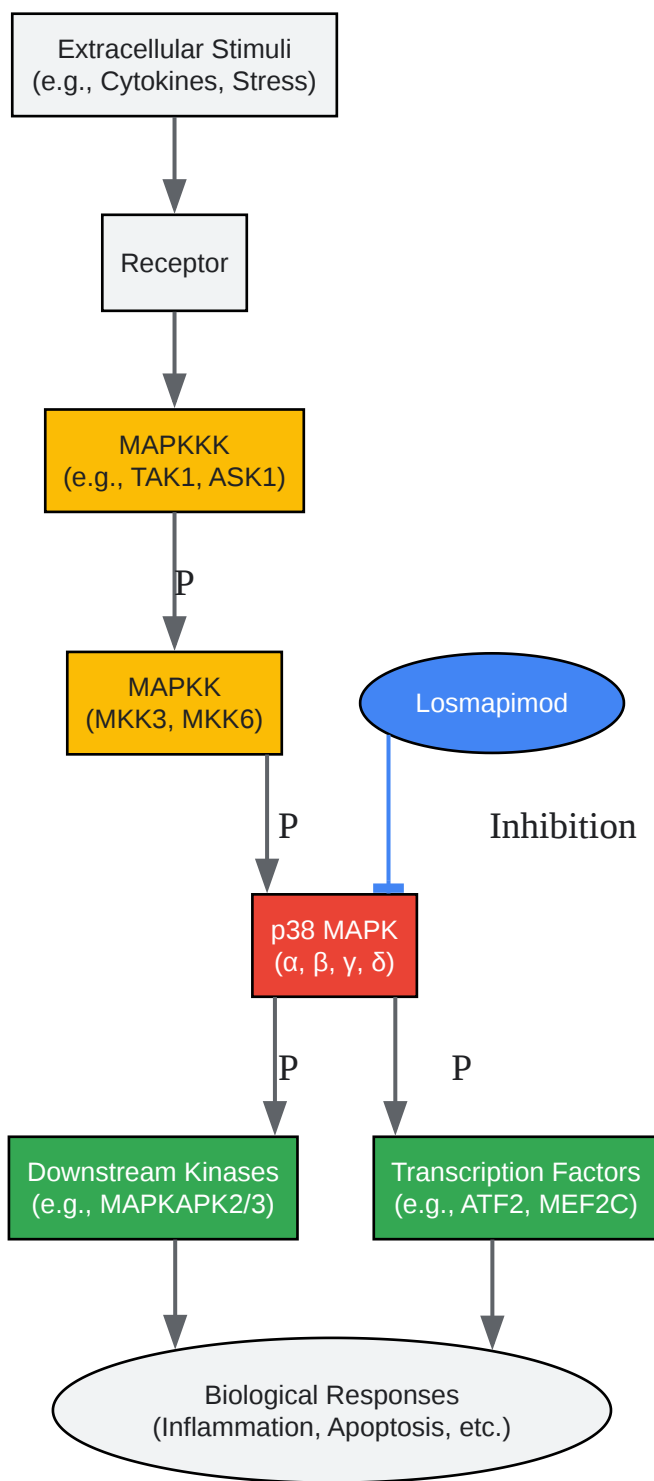 Extracellular Stimuli
(e.g., Cytokines, Stress)
Receptor
MAPKKK
(e.g., TAK1, ASK1)
P
MAPKK
(MKK3, MKK6)
Losmapimod
P
Inhibition
p38 MAPK
(α, β, γ, δ)
P
P
Downstream Kinases
(e.g., MAPKAPK2/3)
Transcription Factors
(e.g., ATF2, MEF2C)
Biological Responses
(Inflammation, Apoptosis, etc.)